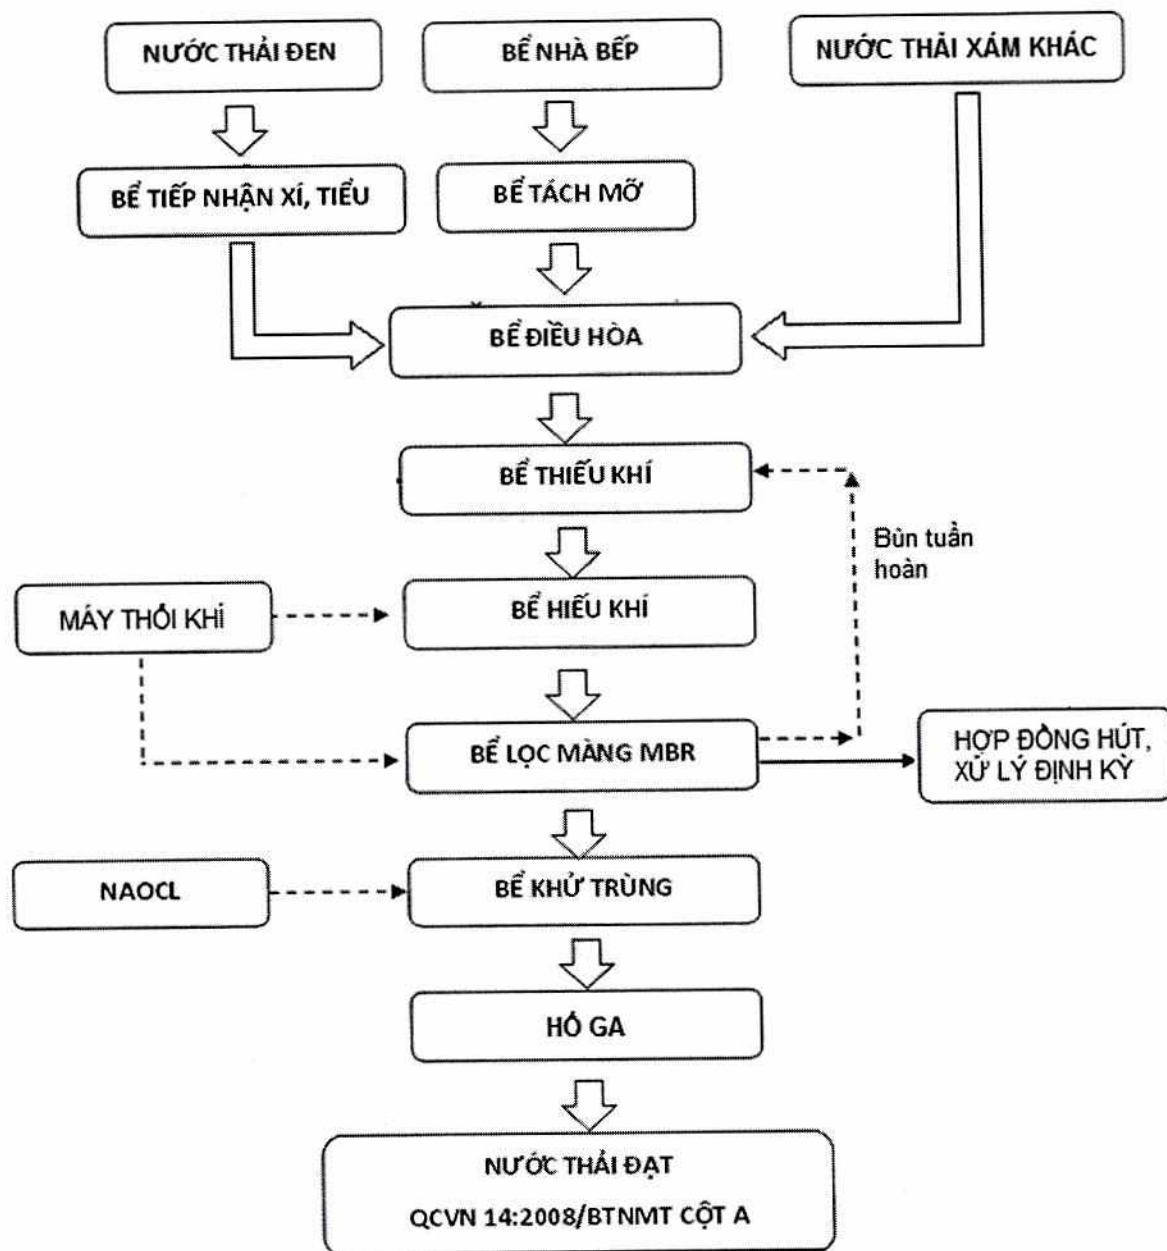 NƯỚC THẢI ĐEN
BỂ NHÀ BẾP
NƯỚC THẢI XÁM KHÁC
BỂ TIẾP NHẬN XÍ, TIỂU
BỂ TÁCH MỠ
BỂ ĐIỀU HÒA
BỂ THIẾU KHÍ
Bùn tuần
hoàn
MÁY THỔI KHÍ
BỂ HIẾU KHÍ
BỂ LỌC MÀNG MBR
HỢP ĐỒNG HÚT,
XỬ LÝ ĐỊNH KỲ
NAOCL
BỂ KHỬ TRÙNG
HỐ GA
NƯỚC THẢI ĐẠT
QCVN 14:2008/BTNMT CỘT A